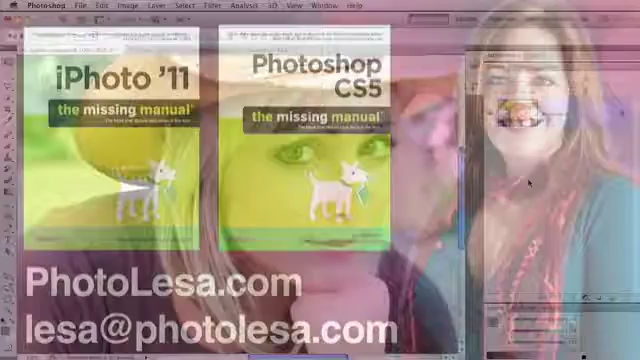 Photoshop File Edit Image Layer Select Filter Analysis 3D View Window Help
iPhoto '11
the missing manual
Photoshop
CS5
the missing manual
PhotoLesa.com
lesa@photolesa.com